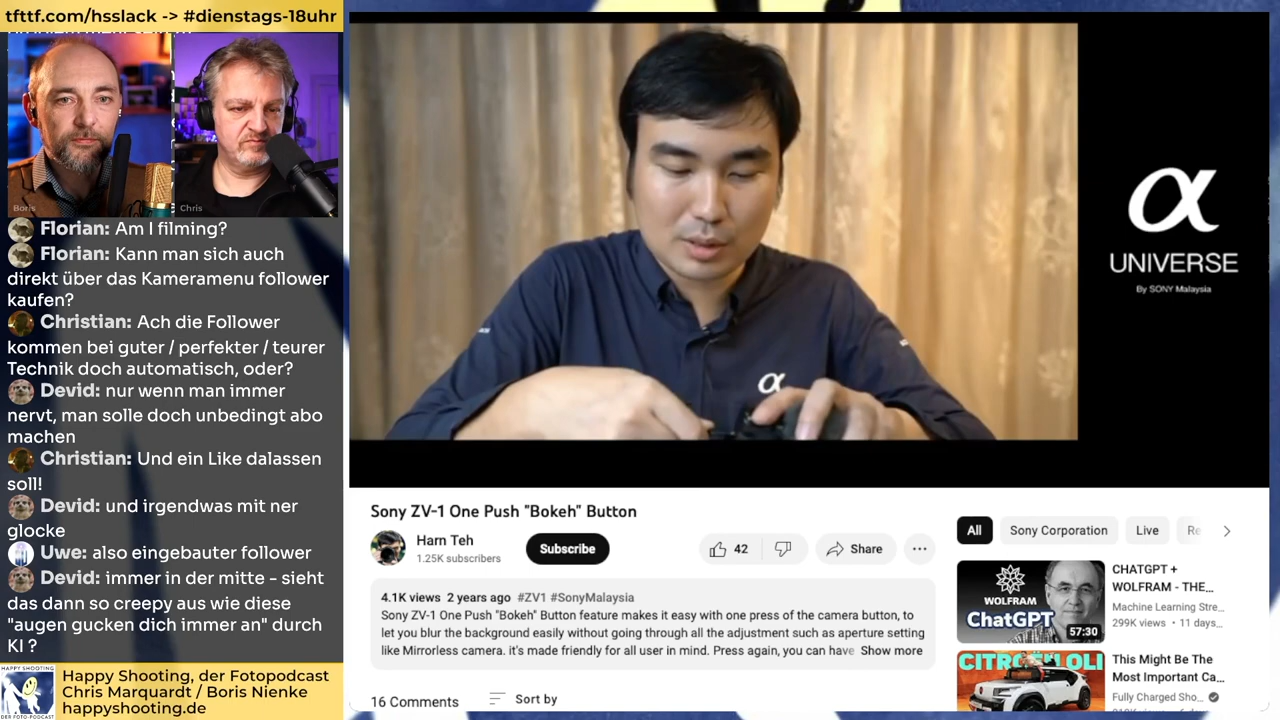 tfttf.com/hsslack -> #dienstags-18uhr
Boris
Chris
Florian: Am I filming?
Florian: Kann man sich auch
direkt über das Kameramenu follower
kaufen?
Christian: Ach die Follower
kommen bei guter / perfekter / teurer
Technik doch automatisch, oder?
Devid: nur wenn man immer
nervt, man solle doch unbedingt abo
machen
Christian: Und ein Like dalassen
soll!
Devid: und irgendwas mit ner
glocke
Uwe: also eingebauter follower
Devid: immer in der mitte - sieht
das dann so creepy aus wie diese
"augen gucken dich immer an" durch
KI ?
HAPPY SHOOTING
DER FOTO-PODCAST
Happy Shooting, der Fotopodcast
Chris Marquardt / Boris Nienke
happyshooting.de
α
α
UNIVERSE
By SONY Malaysia
Sony ZV-1 One Push "Bokeh" Button
Harn Teh
1.25K subscribers
Subscribe
42
Share
4.1K views 2 years ago #ZV1 #SonyMalaysia
Sony ZV-1 One Push "Bokeh" Button feature makes it easy with one press of the camera button, to
let you blur the background easily without going through all the adjustment such as aperture setting
like Mirrorless camera. it's made friendly for all user in mind. Press again, you can have Show more
16 Comments
Sort by
All
Sony Corporation
Live
Re
WOLFRAM
ChatGPT
57:30
CHATGPT +
WOLFRAM - THE...
Machine Learning Stre...
299K views • 11 days...
This Might Be The
Most Important Ca...
Fully Charged Sho...